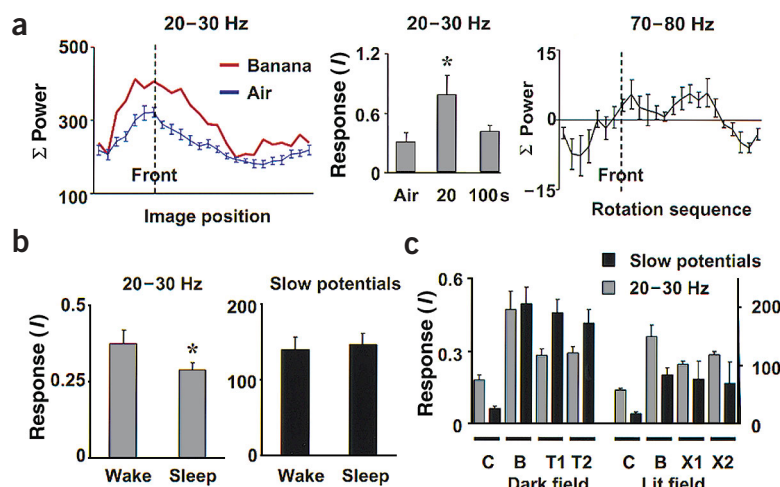 a
20–30 Hz
500
300
100
Σ Power
Banana
Air
Front
Image position
20–30 Hz
1.2
0.6
0
Response (I)
*
Air 20 100s
70–80 Hz
15
0
−15
Σ Power
Front
Rotation sequence
b
20–30 Hz
0.5
0.25
0
Response (I)
*
Wake Sleep
Slow potentials
200
150
0
Wake Sleep
c
Slow potentials
20–30 Hz
0.6
0.3
0
Response (I)
200
100
0
C B T1 T2 C B X1 X2
Dark field Lit field